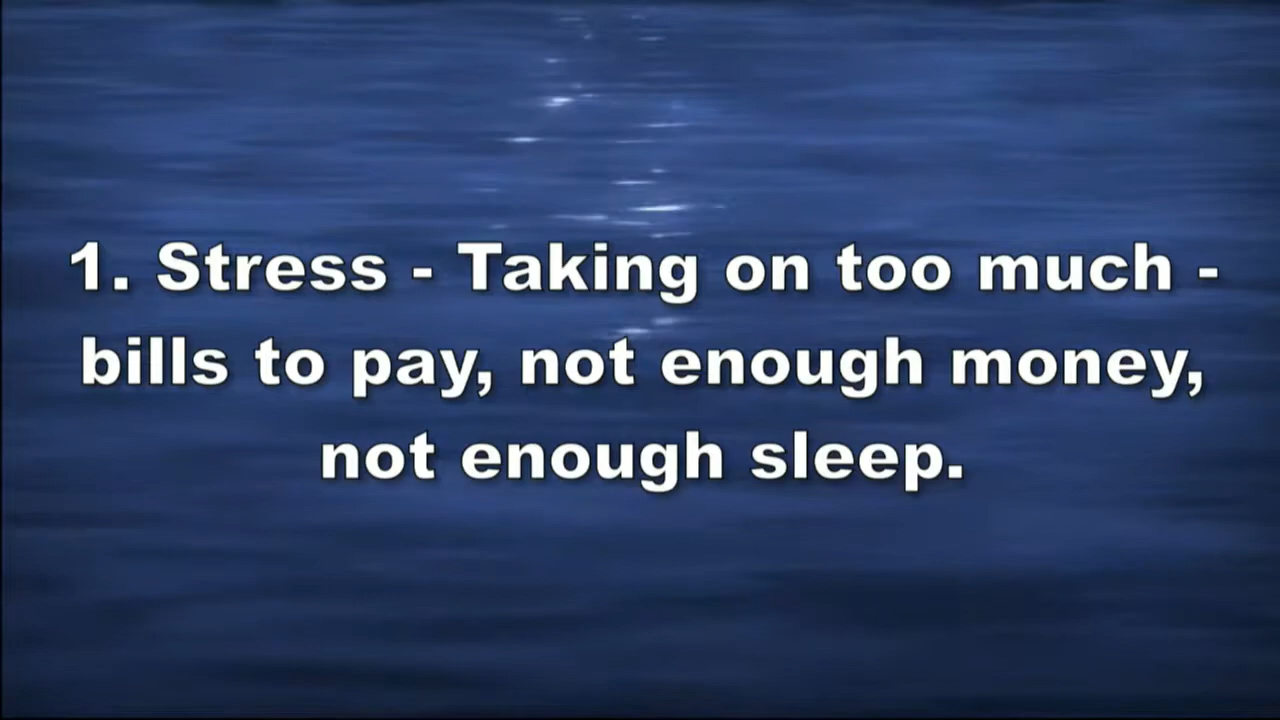 1. Stress - Taking on too much -
bills to pay, not enough money,
not enough sleep.